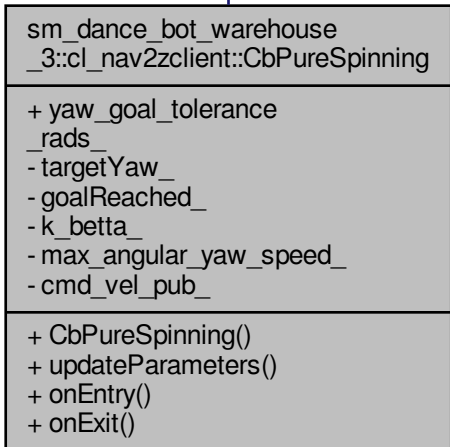 sm_dance_bot_warehouse
_3::cl_nav2zclient::CbPureSpinning
+ yaw_goal_tolerance
_rads_
- targetYaw_
- goalReached_
- k_betta_
- max_angular_yaw_speed_
- cmd_vel_pub_
+ CbPureSpinning()
+ updateParameters()
+ onEntry()
+ onExit()